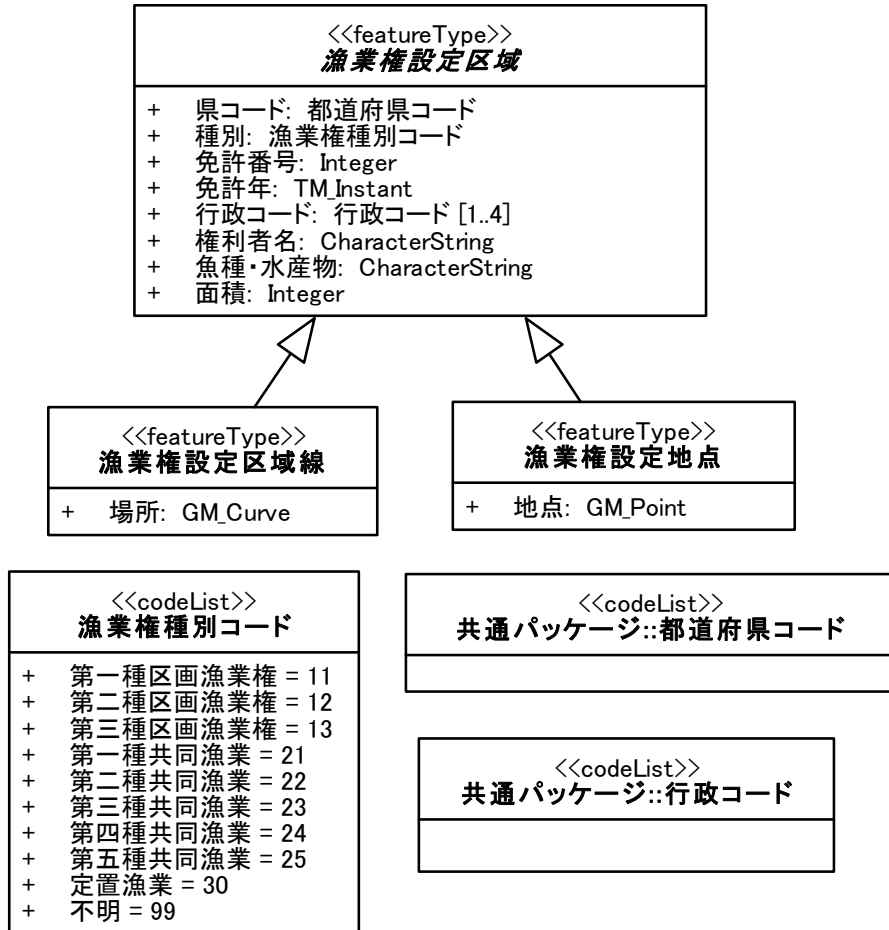 <<featureType>>
漁業権設定区域
+ 県コード: 都道府県コード
+ 種別: 漁業権種別コード
+ 免許番号: Integer
+ 免許年: TM_Instant
+ 行政コード: 行政コード [1..4]
+ 権利者名: CharacterString
+ 魚種・水産物: CharacterString
+ 面積: Integer
<<featureType>>
漁業権設定区域線
+ 場所: GM_Curve
<<featureType>>
漁業権設定地点
+ 地点: GM_Point
<<codeList>>
漁業権種別コード
+ 第一種区画漁業権 = 11
+ 第二種区画漁業権 = 12
+ 第三種区画漁業権 = 13
+ 第一種共同漁業 = 21
+ 第二種共同漁業 = 22
+ 第三種共同漁業 = 23
+ 第四種共同漁業 = 24
+ 第五種共同漁業 = 25
+ 定置漁業 = 30
+ 不明 = 99
<<codeList>>
共通パッケージ::都道府県コード
<<codeList>>
共通パッケージ::行政コード